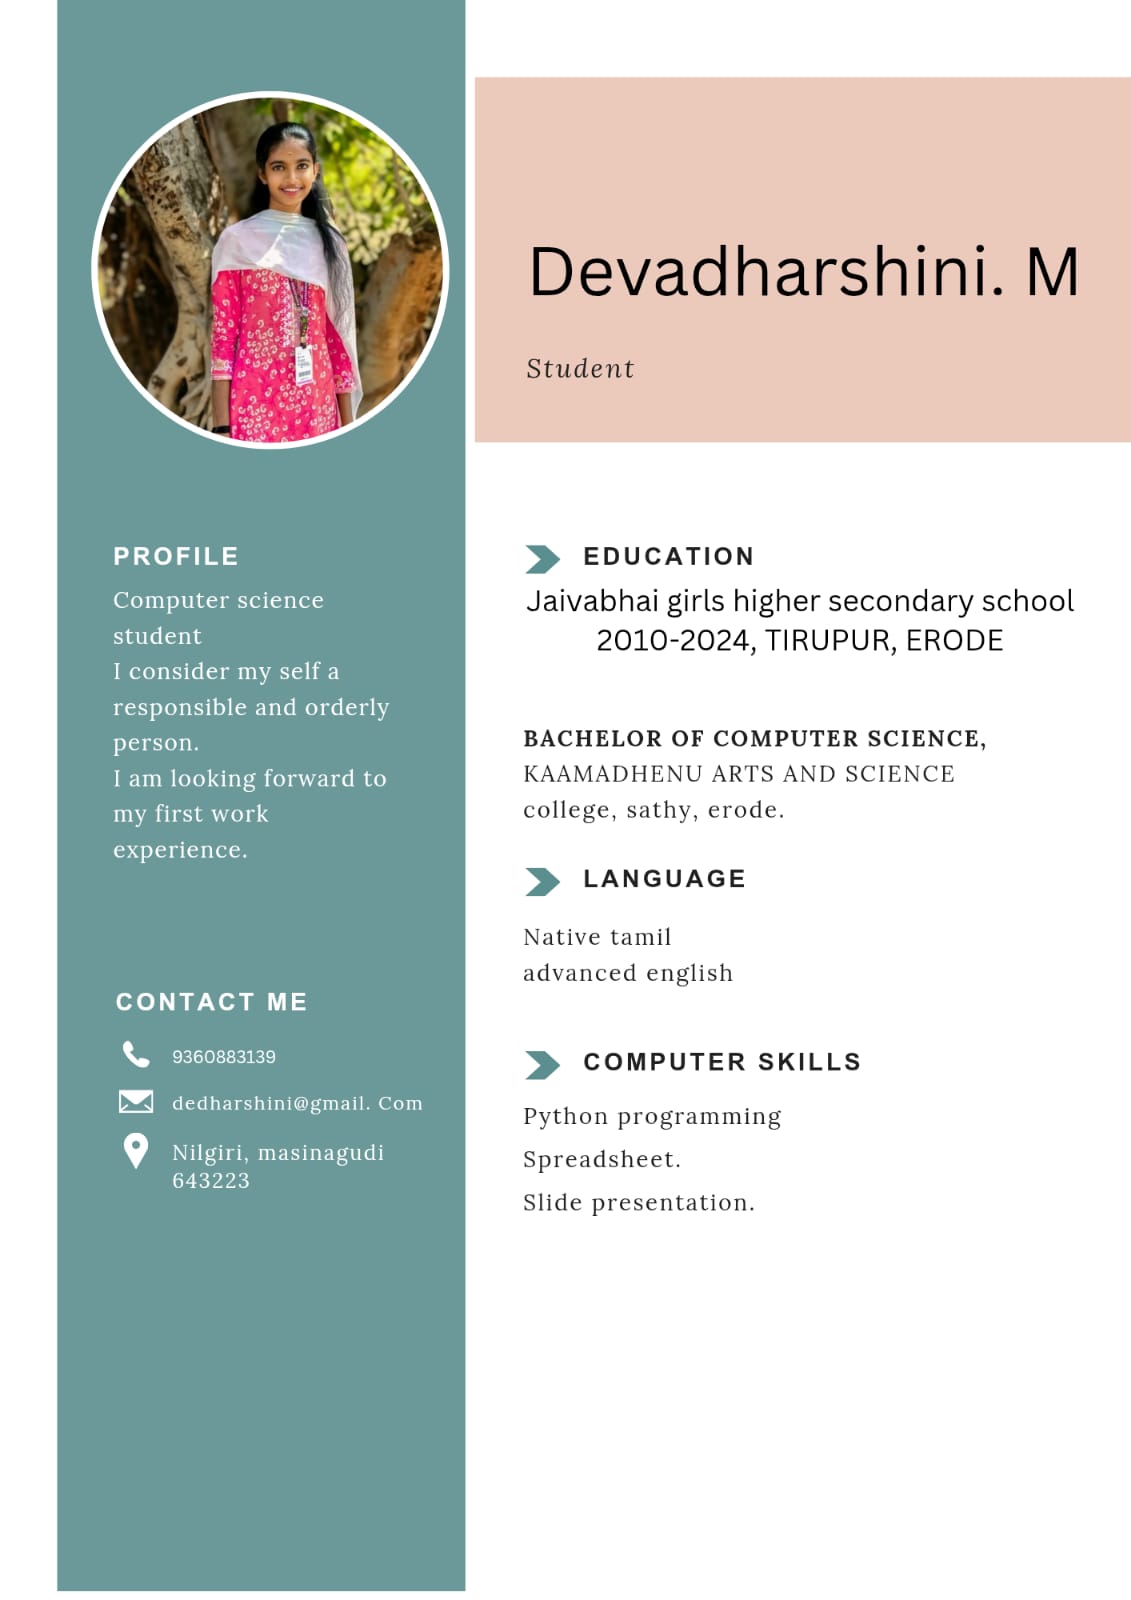 Devadharshini. M
Student
PROFILE
Computer science
student
I consider my self a
responsible and orderly
person.
I am looking forward to
my first work
experience.
CONTACT ME
9360883139
dedharshini@gmail. Com
Nilgiri, masinagudi
643223
EDUCATION
Jaivabhai girls higher secondary school
2010-2024, TIRUPUR, ERODE
BACHELOR OF COMPUTER SCIENCE,
KAAMADHENU ARTS AND SCIENCE
college, sathy, erode.
LANGUAGE
Native tamil
advanced english
COMPUTER SKILLS
Python programming
Spreadsheet.
Slide presentation.